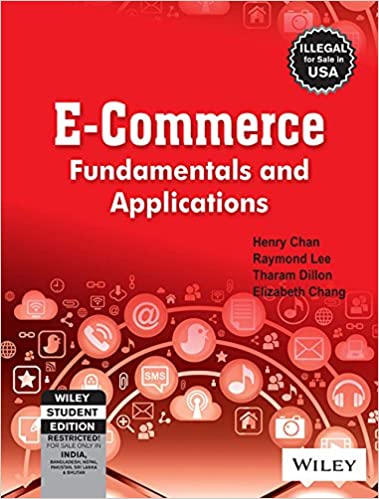 ILLEGAL
for Sale in
USA
E-Commerce
Fundamentals and
Applications
Henry Chan
Raymond Lee
Tharam Dillon
Elizabeth Chang
SMS
WILEY
STUDENT
EDITION
RESTRICTED!
FOR SALE ONLY IN
INDIA,
BANGLADESH, NEPAL,
PAKISTAN, SRI LANKA
& BHUTAN
WILEY